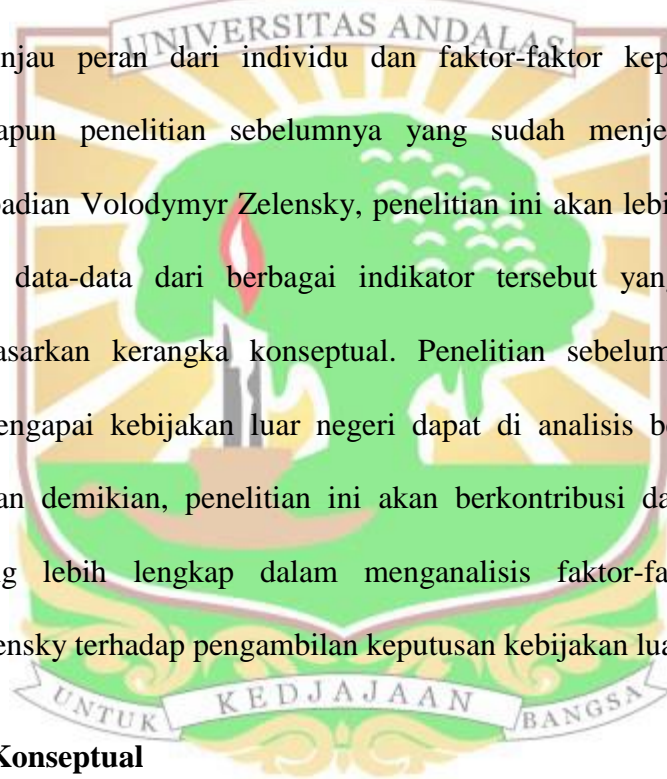 UNIVERSITAS ANDALAS
njau peran dari individu dan faktor-faktor kep
apun penelitian sebelumnya yang sudah menje
adian Volodymyr Zelensky, penelitian ini akan lebi
data-data dari berbagai indikator tersebut yan
asarkan kerangka konseptual. Penelitian sebelum
engapai kebijakan luar negeri dapat di analisis b
an demikian, penelitian ini akan berkontribusi da
g lebih lengkap dalam menganalisis faktor-fa
ensky terhadap pengambilan keputusan kebijakan lua
UNTUK KEDJAJAAN BANGSA
Konseptual